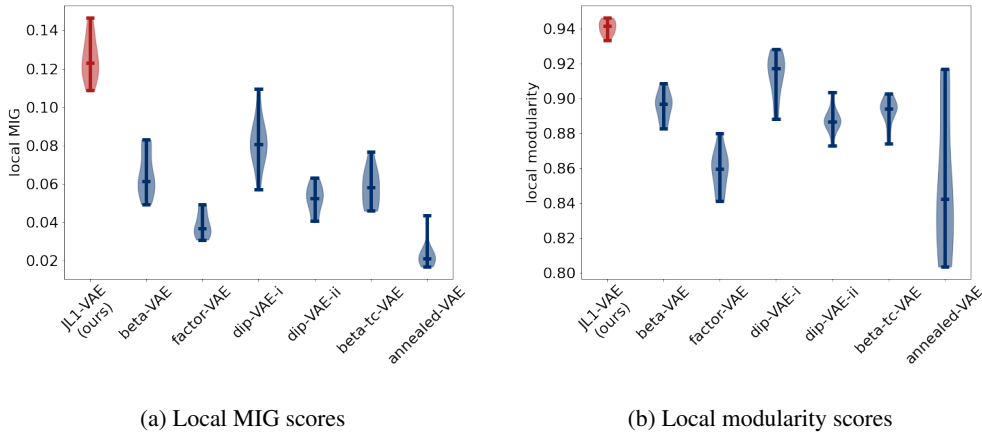 local MIG
0.14
0.12
0.10
0.08
0.06
0.04
0.02
JL1-VAE
(ours)
beta-VAE
factor-VAE
dip-VAE-i
dip-VAE-ii
beta-tc-VAE
annealed-VAE
(a) Local MIG scores
local modularity
0.94
0.92
0.90
0.88
0.86
0.84
0.82
0.80
JL1-VAE
(ours)
beta-VAE
factor-VAE
dip-VAE-i
dip-VAE-ii
beta-tc-VAE
annealed-VAE
(b) Local modularity scores